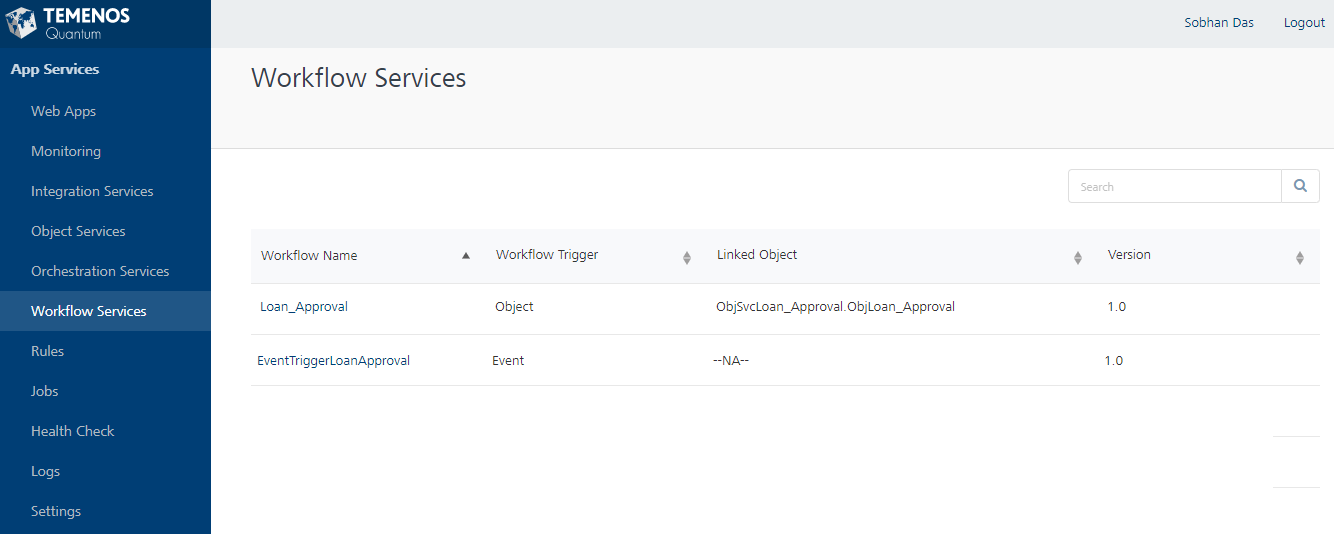 TEMENOS
Quantum
Sobhan Das Logout
App Services
Web Apps
Monitoring
Integration Services
Object Services
Orchestration Services
Workflow Services
Rules
Jobs
Health Check
Logs
Settings
Workflow Services
Search
Workflow Name Workflow Trigger Linked Object Version
Loan_Approval Object ObjSvcLoan_Approval.ObjLoan_Approval 1.0
EventTriggerLoanApproval Event --NA-- 1.0